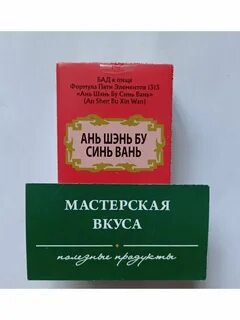 БАД к пище
Формула Пяти Элементов 1515
«Ань Шэнь Бу Синь Вань»
(An Shen Bu Xin Wan)
АНЬ ШЭНЬ БУ
СИНЬ ВАНЬ
МАСТЕРСКАЯ
ВКУСА
полезные продукты